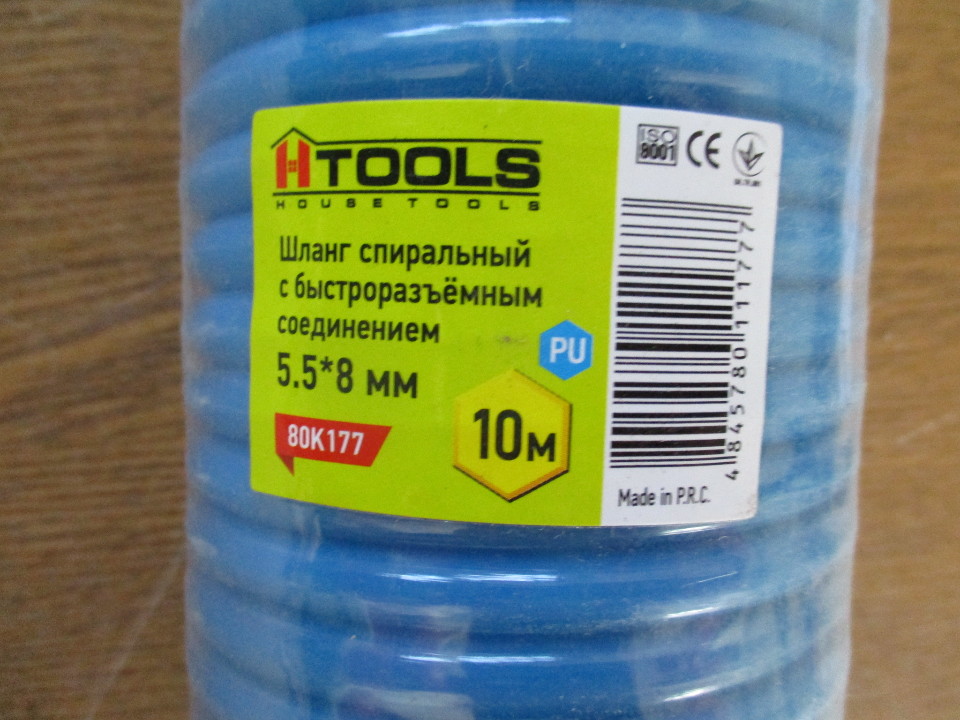 HTOOLS
HOUSE TOOLS
Шланг спиральный
с быстроразъёмным
соединением
5.5*8 мм
PU
80K177
10м
ISO
9001
CE
4845780111777
Made in P.R.C.